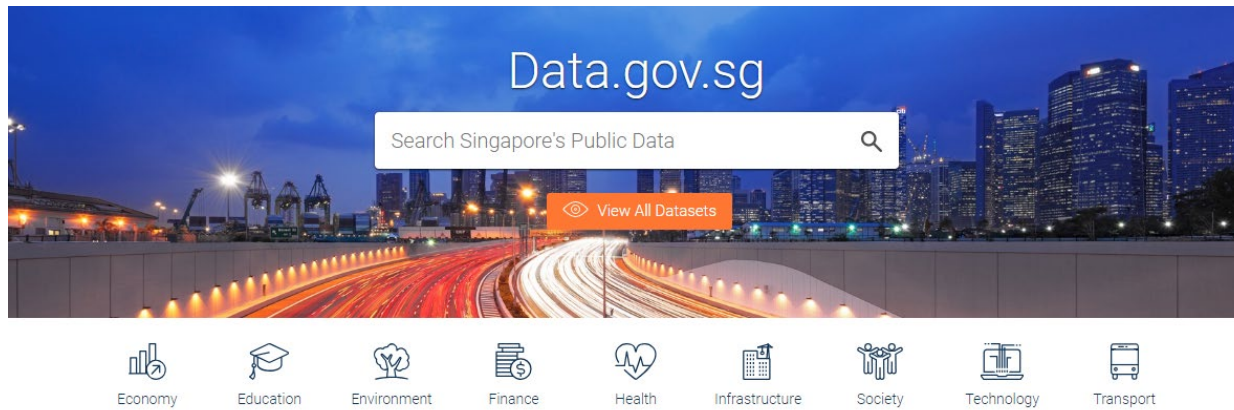 Data.gov.sg
Search Singapore's Public Data
View All Datasets
Economy Education Environment Finance Health Infrastructure Society Technology Transport